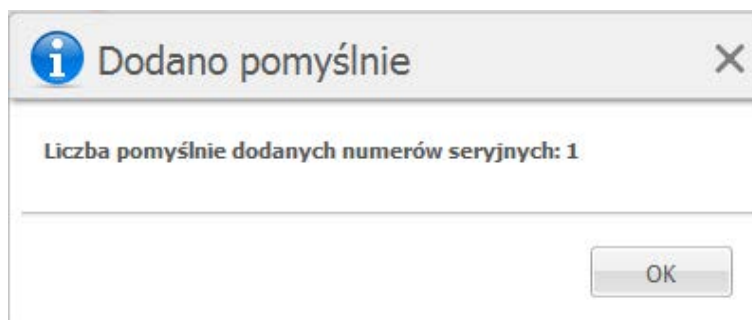 Dodano pomyślnie
Liczba pomyślnie dodanych numerów seryjnych: 1
OK